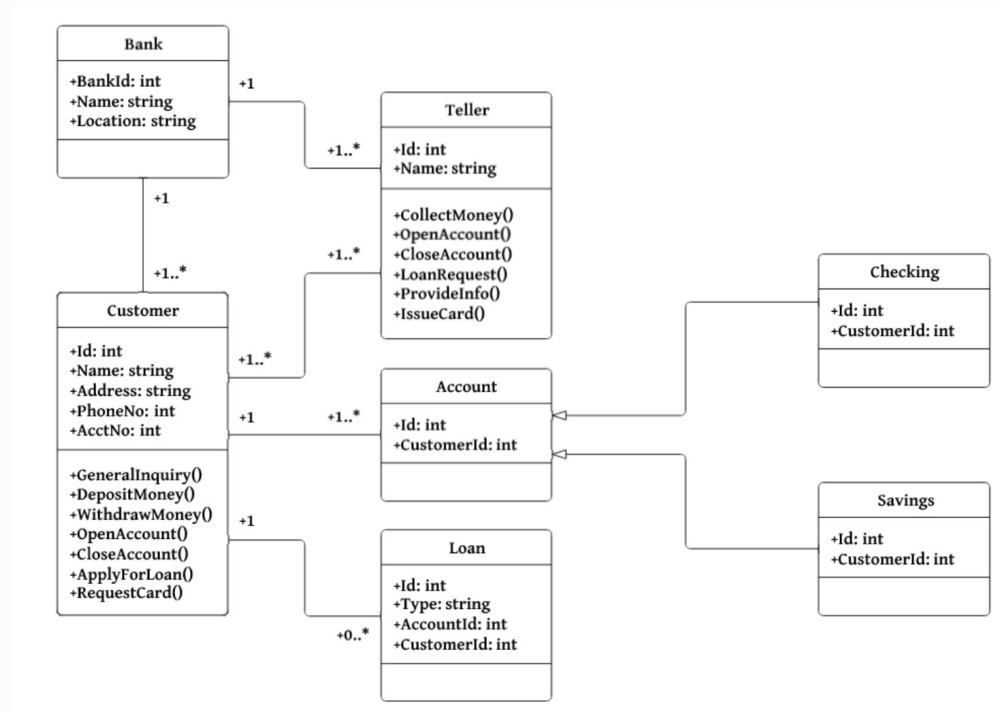 Bank
+BankId: int
+Name: string
+Location: string
+1
+1..*
Teller
+Id: int
+Name: string
+CollectMoney()
+OpenAccount()
+CloseAccount()
+LoanRequest()
+ProvideInfo()
+IssueCard()
+1
+1..*
+1..*
+1..*
Customer
+Id: int
+Name: string
+Address: string
+PhoneNo: int
+AcctNo: int
+GeneralInquiry()
+DepositMoney()
+WithdrawMoney()
+OpenAccount()
+CloseAccount()
+ApplyForLoan()
+RequestCard()
+1
+1..*
Account
+Id: int
+CustomerId: int
+1
+0..*
Loan
+Id: int
+Type: string
+AccountId: int
+CustomerId: int
Checking
+Id: int
+CustomerId: int
Savings
+Id: int
+CustomerId: int